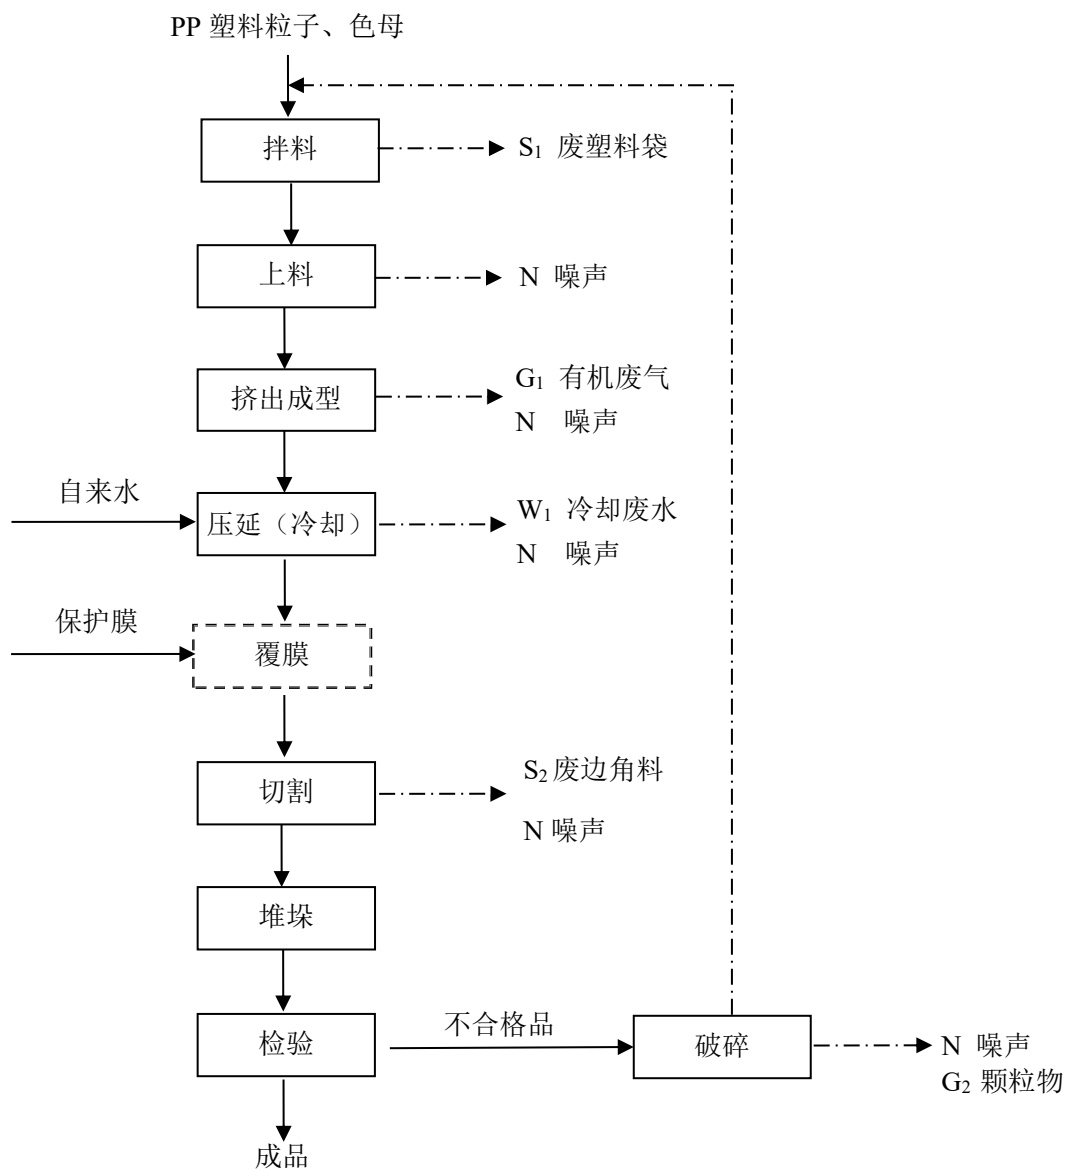 PP 塑料粒子、色母
拌料
S₁ 废塑料袋
上料
N 噪声
挤出成型
G₁ 有机废气
N 噪声
自来水
压延（冷却）
W₁ 冷却废水
N 噪声
保护膜
覆膜
切割
S₂废边角料
N 噪声
堆垛
检验
不合格品
破碎
N 噪声
G₂ 颗粒物
成品